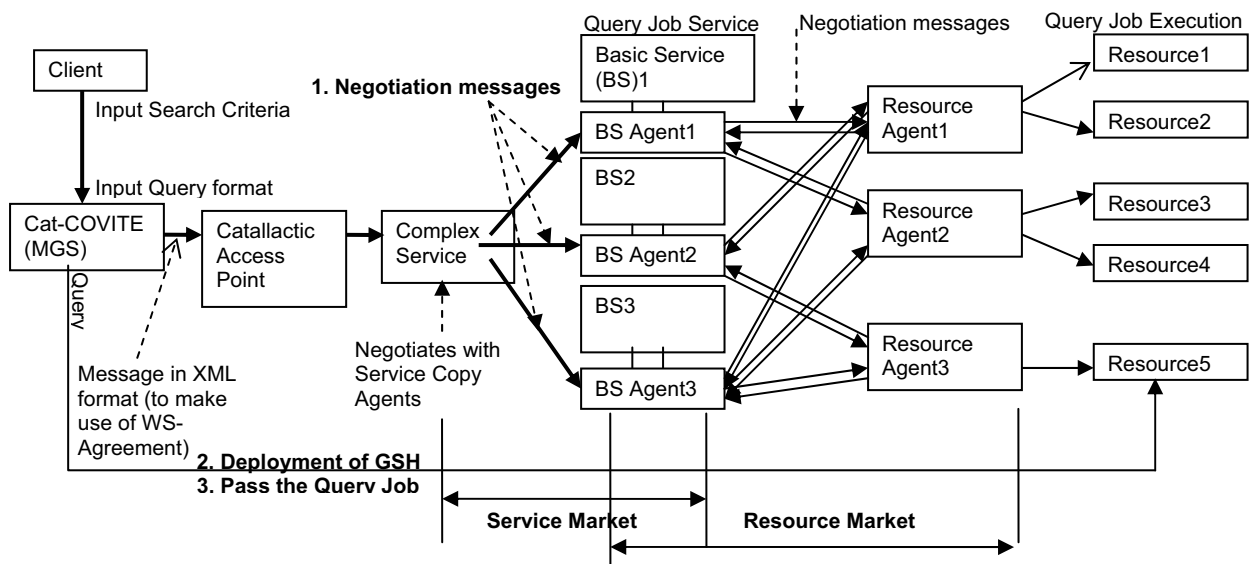 Query Job Service
Negotiation messages
Query Job Execution
Client
Basic Service
(BS)1
Resource1
1. Negotiation messages
Input Search Criteria
BS Agent1
Resource
Agent1
Resource2
BS2
Input Query format
Cat-COVITE
(MGS)
Catallactic
Access
Point
Complex
Service
BS Agent2
Resource
Agent2
Resource3
Resource4
Query
BS3
Negotiates with
Service Copy
Agents
BS Agent3
Resource
Agent3
Resource5
Message in XML
format (to make
use of WS-
Agreement)
2. Deployment of GSH
3. Pass the Query Job
Service Market
Resource Market